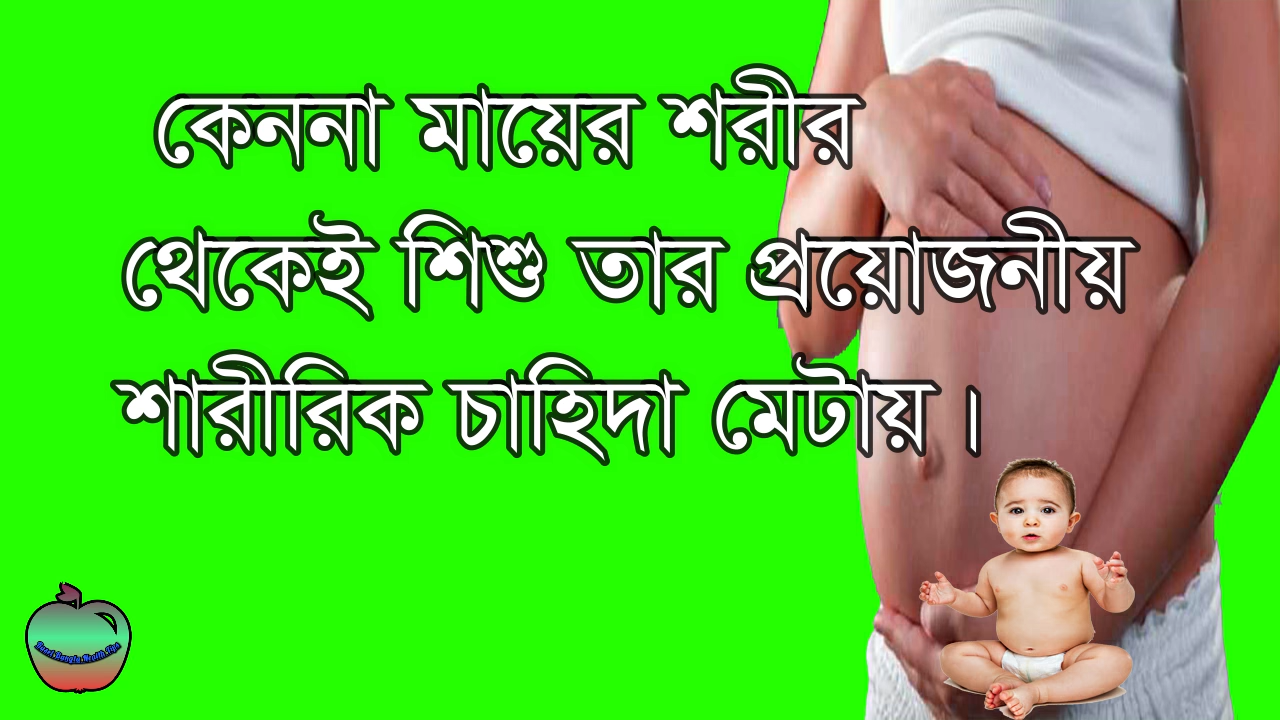 কেননা মায়ের শরীর
থেকেই শিশু তার প্রয়োজনীয়
শারীরিক চাহিদা মেটায়।